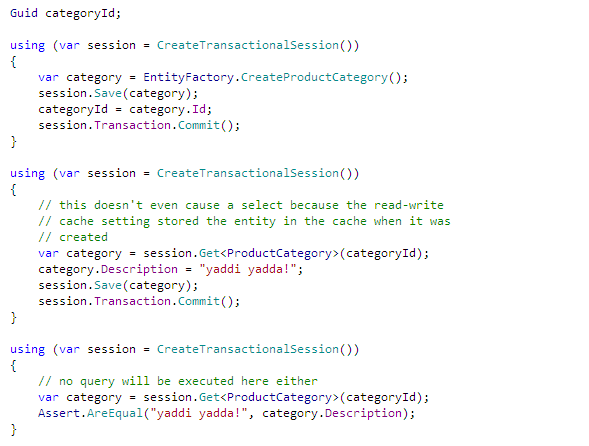 Guid categoryId;

using (var session = CreateTransactionalSession())
{
    var category = EntityFactory.CreateProductCategory();
    session.Save(category);
    categoryId = category.Id;
    session.Transaction.Commit();
}

using (var session = CreateTransactionalSession())
{
    // this doesn't even cause a select because the read-write
    // cache setting stored the entity in the cache when it was
    // created
    var category = session.Get<ProductCategory>(categoryId);
    category.Description = "yaddi yadda!";
    session.Save(category);
    session.Transaction.Commit();
}

using (var session = CreateTransactionalSession())
{
    // no query will be executed here either
    var category = session.Get<ProductCategory>(categoryId);
    Assert.AreEqual("yaddi yadda!", category.Description);
}